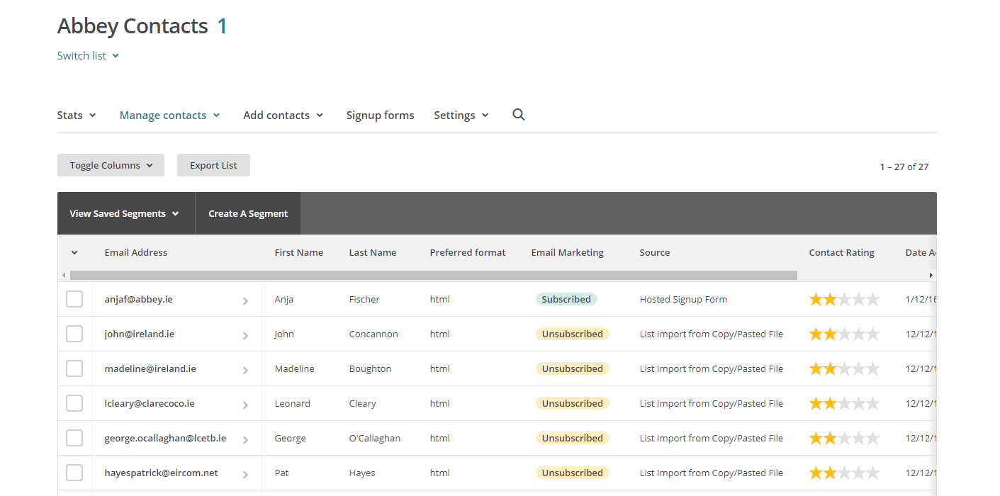 Abbey Contacts 1
Switch list
Stats Manage contacts Add contacts Signup forms Settings
Toggle Columns Export List 1 – 27 of 27
View Saved Segments Create A Segment
Email Address First Name Last Name Preferred format Email Marketing Source Contact Rating Date
anjaf@abbey.ie Anja Fischer html Subscribed Hosted Signup Form 1/12/16
john@ireland.ie John Concannon html Unsubscribed List Import from Copy/Pasted File 12/12/1
madeline@ireland.ie Madeline Boughton html Unsubscribed List Import from Copy/Pasted File 12/12/1
lcleary@clarecoco.ie Leonard Cleary html Unsubscribed List Import from Copy/Pasted File 12/12/1
george.ocallaghan@lcetb.ie George O'Callaghan html Unsubscribed List Import from Copy/Pasted File 12/12/1
hayespatrick@eircom.net Pat Hayes html Unsubscribed List Import from Copy/Pasted File 12/12/1